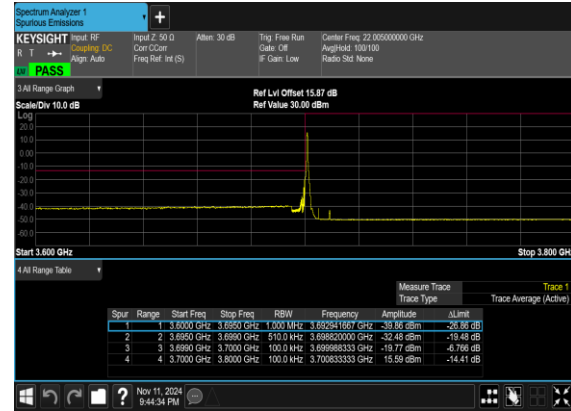 Spectrum Analyzer 1
Spurious Emissions
+
KEYSIGHT Input: RF Input Z: 50 Ω Atten: 30 dB Trig: Free Run Center Freq: 22.005000000 GHz
R T Coupling: DC Corr CCorr Gate: Off Avg|Hold: 100/100
Align: Auto Freq Ref: Int (S) IF Gain: Low Radio Std: None
PASS
3 All Range Graph Ref Lvl Offset 15.87 dB
Scale/Div 10.0 dB Ref Value 30.00 dBm
Log
20.0
10.0
0.00
-10.0
-20.0
-30.0
-40.0
-50.0
-60.0
Start 3.600 GHz Stop 3.800 GH
4 All Range Table
Measure Trace Trace 1
Trace Type Trace Average (Active)
Spur Range Start Freq Stop Freq RBW Frequency Amplitude ΔLimit
1 1 3.6000 GHz 3.6950 GHz 1.000 MHz 3.692941667 GHz -39.86 dBm -26.86 dB
2 2 3.6950 GHz 3.6990 GHz 510.0 kHz 3.698820000 GHz -32.48 dBm -19.48 dB
3 3 3.6990 GHz 3.7000 GHz 100.0 kHz 3.699988333 GHz -19.77 dBm -6.766 dB
4 4 3.7000 GHz 3.8000 GHz 100.0 kHz 3.700833333 GHz 15.59 dBm -14.41 dB
? Nov 11, 2024
9:44:34 PM